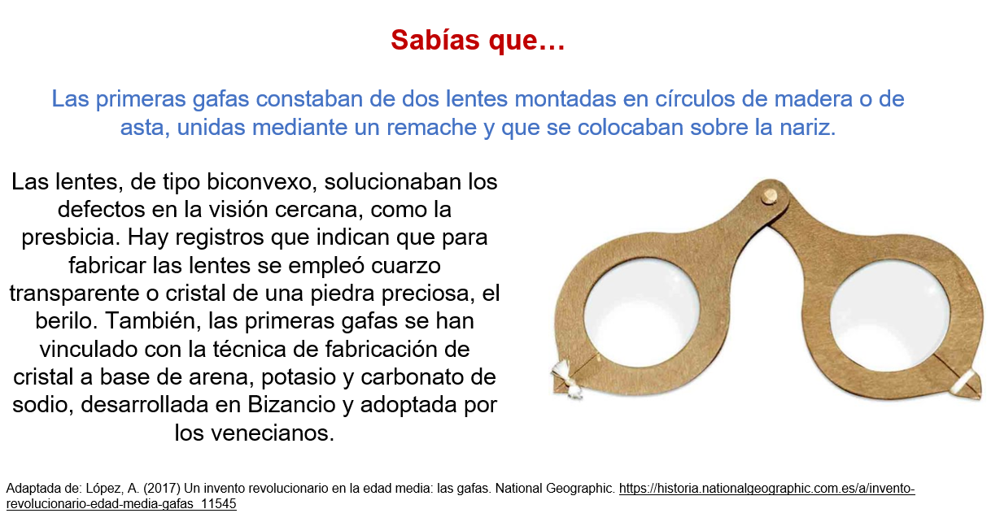 Sabías que…
Las primeras gafas constaban de dos lentes montadas en círculos de madera o de
asta, unidas mediante un remache y que se colocaban sobre la nariz.
Las lentes, de tipo biconvexo, solucionaban los
defectos en la visión cercana, como la
presbicia. Hay registros que indican que para
fabricar las lentes se empleó cuarzo
transparente o cristal de una piedra preciosa, el
berilo. También, las primeras gafas se han
vinculado con la técnica de fabricación de
cristal a base de arena, potasio y carbonato de
sodio, desarrollada en Bizancio y adoptada por
los venecianos.
Adaptada de: López, A. (2017) Un invento revolucionario en la edad media: las gafas. National Geographic. https://historia.nationalgeographic.com.es/a/invento-
revolucionario-edad-media-gafas_11545